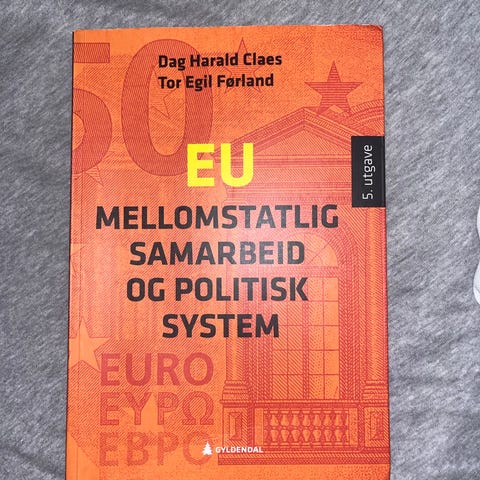 50
Dag Harald Claes
Tor Egil Førland
EU
5. utgave
MELLOMSTATLIG
SAMARBEID
OG POLITISK
SYSTEM
EURO
ΕΥΡΩ
ЕВРО
GYLDENDAL